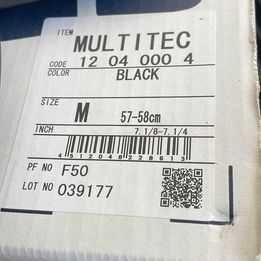 ITEM MULTITEC
CODE 12 04 000 4
COLOR BLACK
SIZE M 57-58cm
INCH 7.1/8-7.1/4
4512048228613
PF NO F50
LOT NO 039177